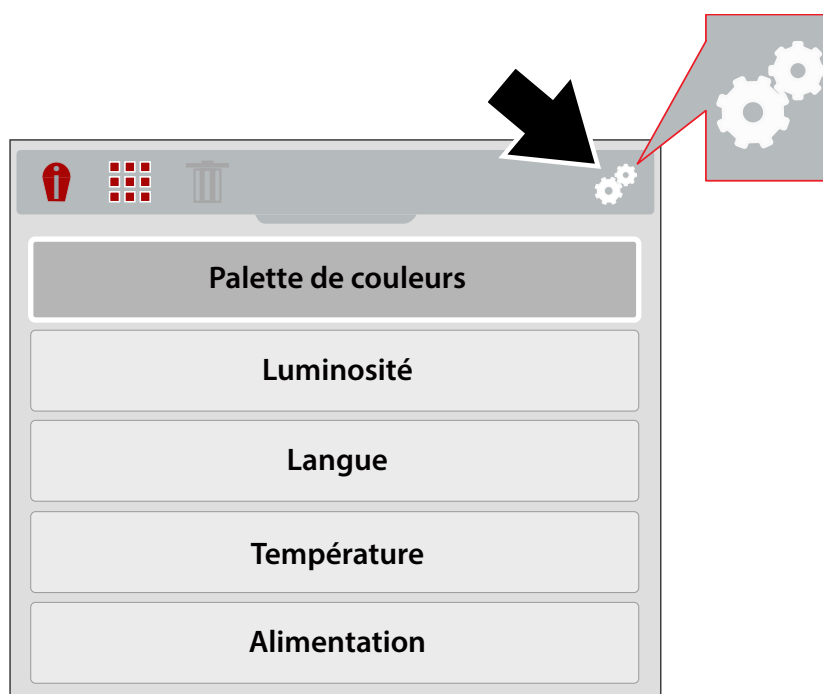 Palette de couleurs
Luminosité
Langue
Température
Alimentation